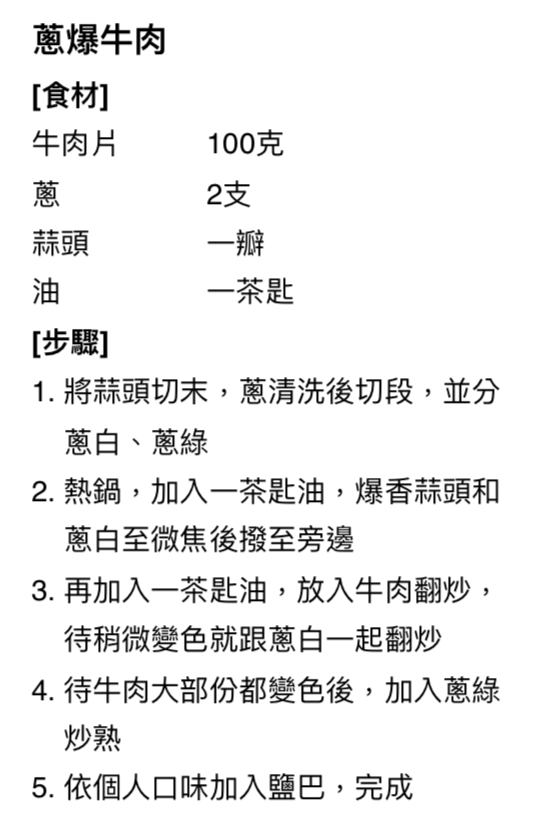 蔥爆牛肉
[食材]
牛肉片 100克
蔥 2支
蒜頭 一瓣
油 一茶匙
[步驟]
1. 將蒜頭切末，蔥清洗後切段，並分
蔥白、蔥綠
2. 熱鍋，加入一茶匙油，爆香蒜頭和
蔥白至微焦後撥至旁邊
3. 再加入一茶匙油，放入牛肉翻炒，
待稍微變色就跟蔥白一起翻炒
4. 待牛肉大部份都變色後，加入蔥綠
炒熟
5. 依個人口味加入鹽巴，完成